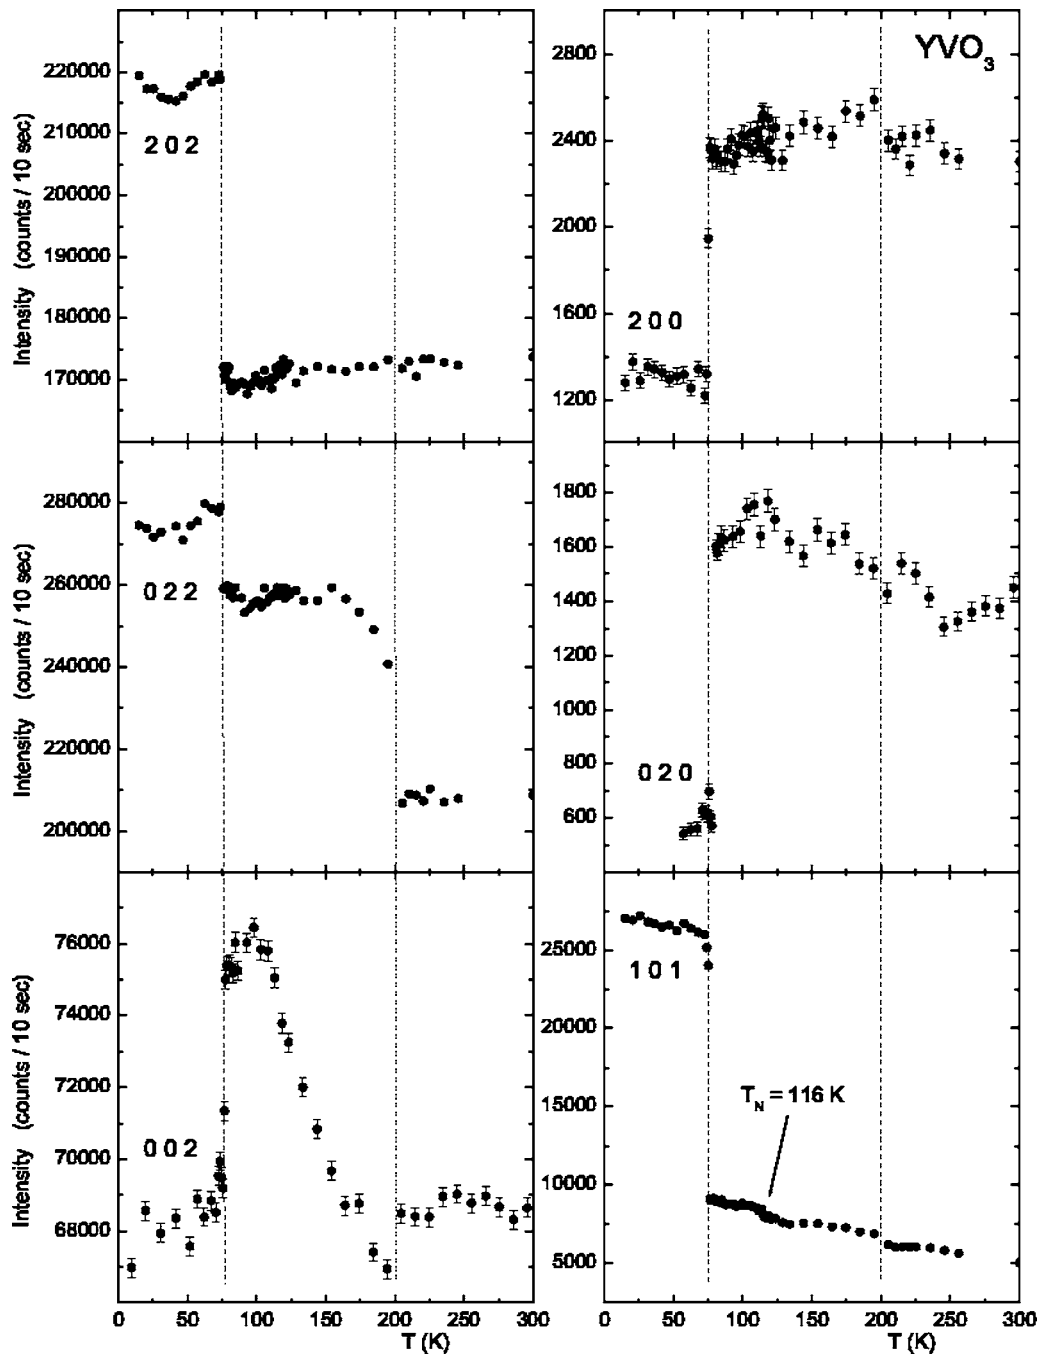 YVO3
Intensity (counts / 10 sec)
220000
210000
200000
190000
180000
170000
2 0 2
2800
2400
2000
1600
1200
2 0 0
Intensity (counts / 10 sec)
280000
260000
240000
220000
200000
0 2 2
1800
1600
1400
1200
1000
800
600
0 2 0
Intensity (counts / 10 sec)
76000
74000
72000
70000
68000
0 0 2
25000
20000
15000
10000
5000
1 0 1
TN = 116 K
0 50 100 150 200 250 300
T (K)
0 50 100 150 200 250 300
T (K)